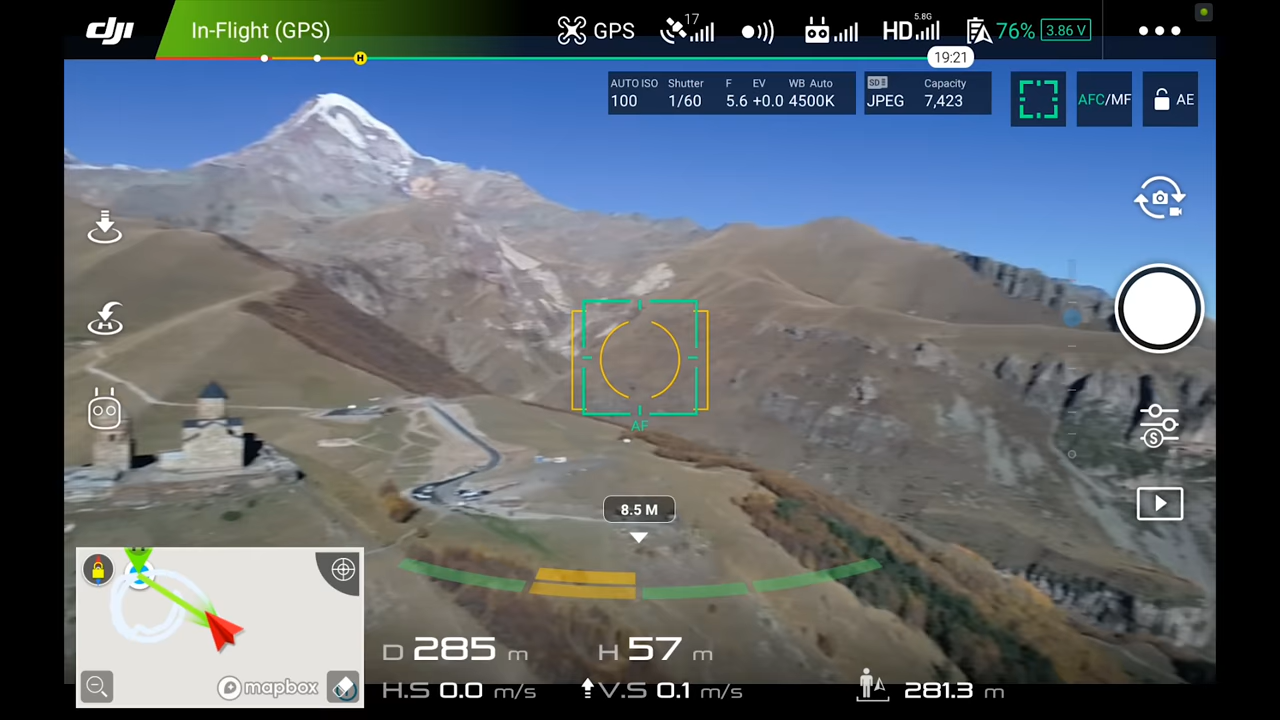 dji In-Flight (GPS) GPS 17 HD 5.8G 76% 3.86 V
H 19:21
AUTO ISO Shutter F EV WB Auto SD Capacity
100 1/60 5.6 +0.0 4500K JPEG 7,423 AFC/MF AE
S
AF
8.5 M
mapbox
D 285 m H 57 m
H.S 0.0 m/s V.S 0.1 m/s 281.3 m